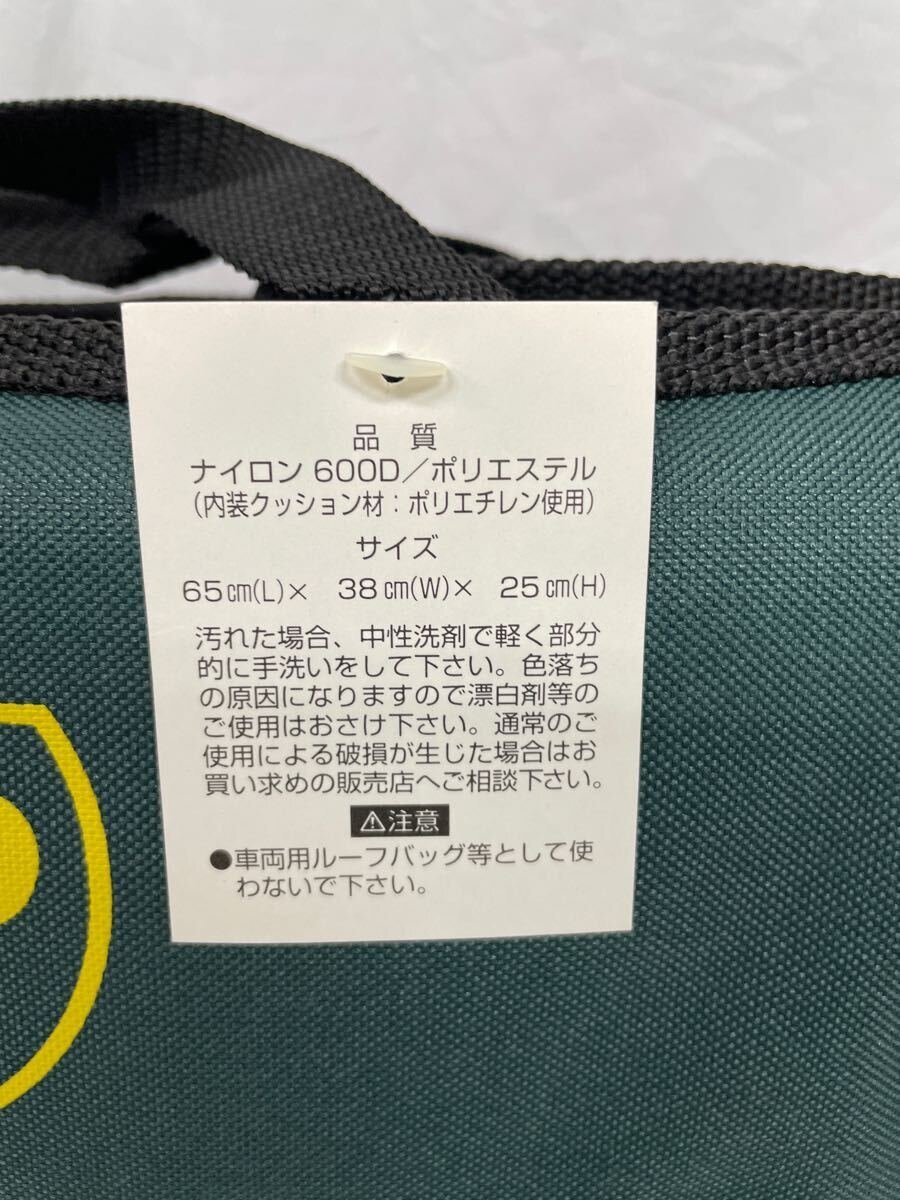 品 質
ナイロン 600D／ポリエステル
（内装クッション材：ポリエチレン使用）
サイズ
65㎝(L)× 38㎝(W)× 25㎝(H)
汚れた場合、中性洗剤で軽く部分
的に手洗いをして下さい。色落ち
の原因になりますので漂白剤等の
ご使用はおさけ下さい。通常のご
使用による破損が生じた場合はお
買い求めの販売店へご相談下さい。
⚠注意
●車両用ルーフバッグ等として使
わないで下さい。